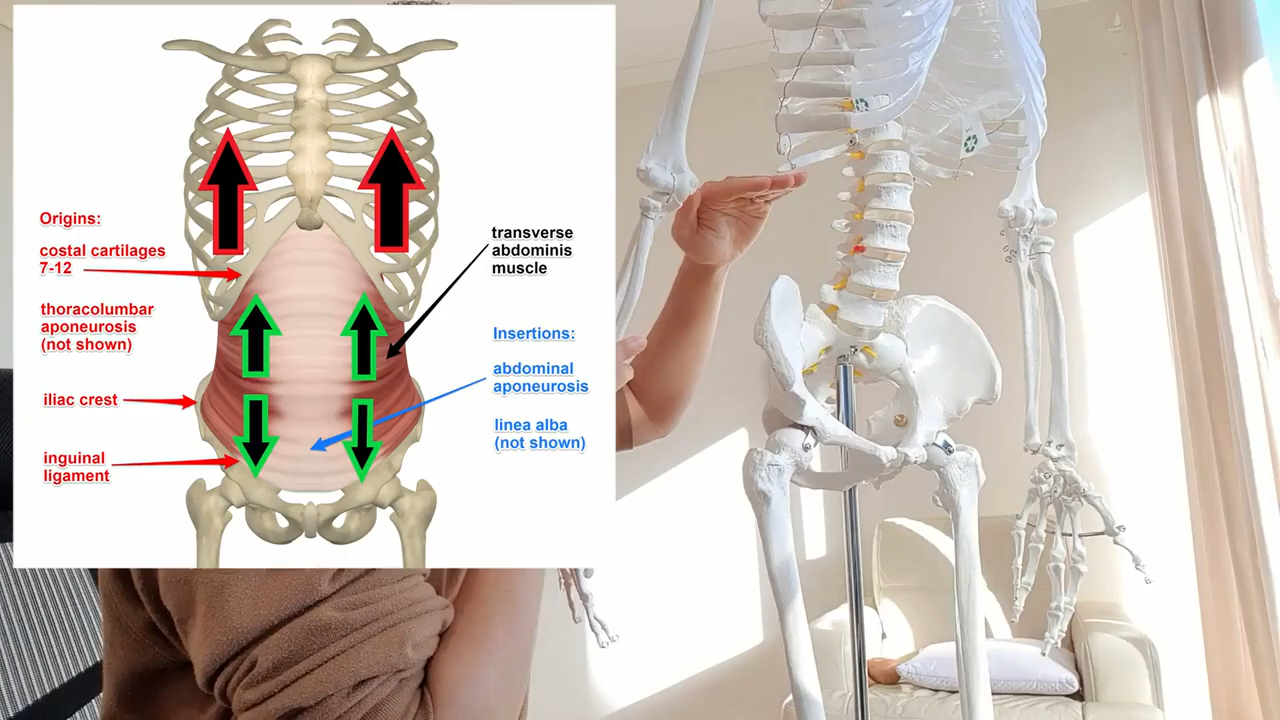 Origins:
costal cartilages
7-12
thoracolumbar
aponeurosis
(not shown)
iliac crest
inguinal
ligament
transverse
abdominis
muscle
Insertions:
abdominal
aponeurosis
linea alba
(not shown)